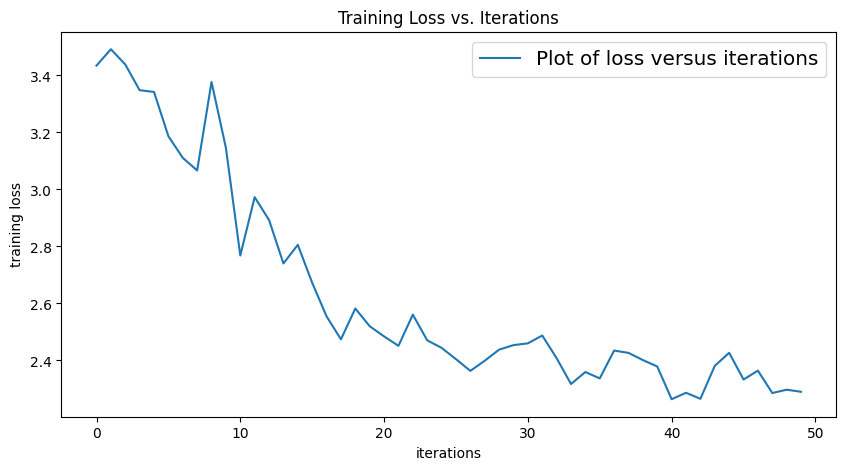 Training Loss vs. Iterations
Plot of loss versus iterations
training loss
3.4
3.2
3.0
2.8
2.6
2.4
0 10 20 30 40 50
iterations